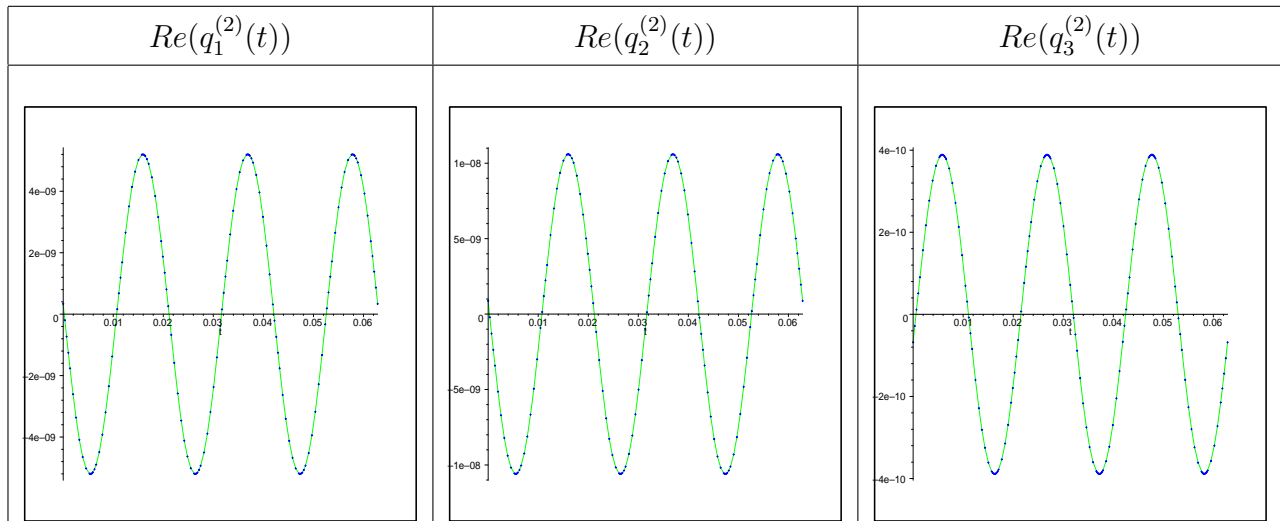 Re(q_1^{(2)}(t)) Re(q_2^{(2)}(t)) Re(q_3^{(2)}(t))
4e–09
2e–09
0 0.01 0.02 0.03 0.04 0.05 0.06
t
–2e–09
–4e–09
1e–08
5e–09
0 0.01 0.02 0.03 0.04 0.05 0.06
t
–5e–09
–1e–08
4e–10
2e–10
0 0.01 0.02 0.03 0.04 0.05 0.06
t
–2e–10
–4e–10